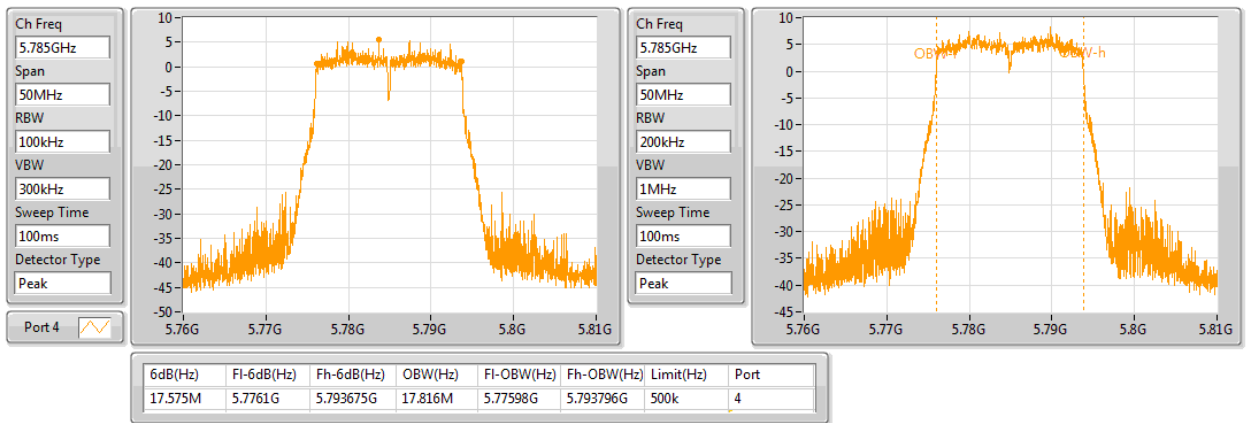 Ch Freq
5.785GHz
Span
50MHz
RBW
100kHz
VBW
300kHz
Sweep Time
100ms
Detector Type
Peak
Port 4
10
5
0
-5
-10
-15
-20
-25
-30
-35
-40
-45
-50
5.76G 5.77G 5.78G 5.79G 5.8G 5.81G
Ch Freq
5.785GHz
Span
50MHz
RBW
200kHz
VBW
1MHz
Sweep Time
100ms
Detector Type
Peak
10
5
0
-5
-10
-15
-20
-25
-30
-35
-40
-45
5.76G 5.77G 5.78G 5.79G 5.8G 5.81G
6dB(Hz) Fl-6dB(Hz) Fh-6dB(Hz) OBW(Hz) Fl-OBW(Hz) Fh-OBW(Hz) Limit(Hz) Port
17.575M 5.7761G 5.793675G 17.816M 5.77598G 5.793796G 500k 4